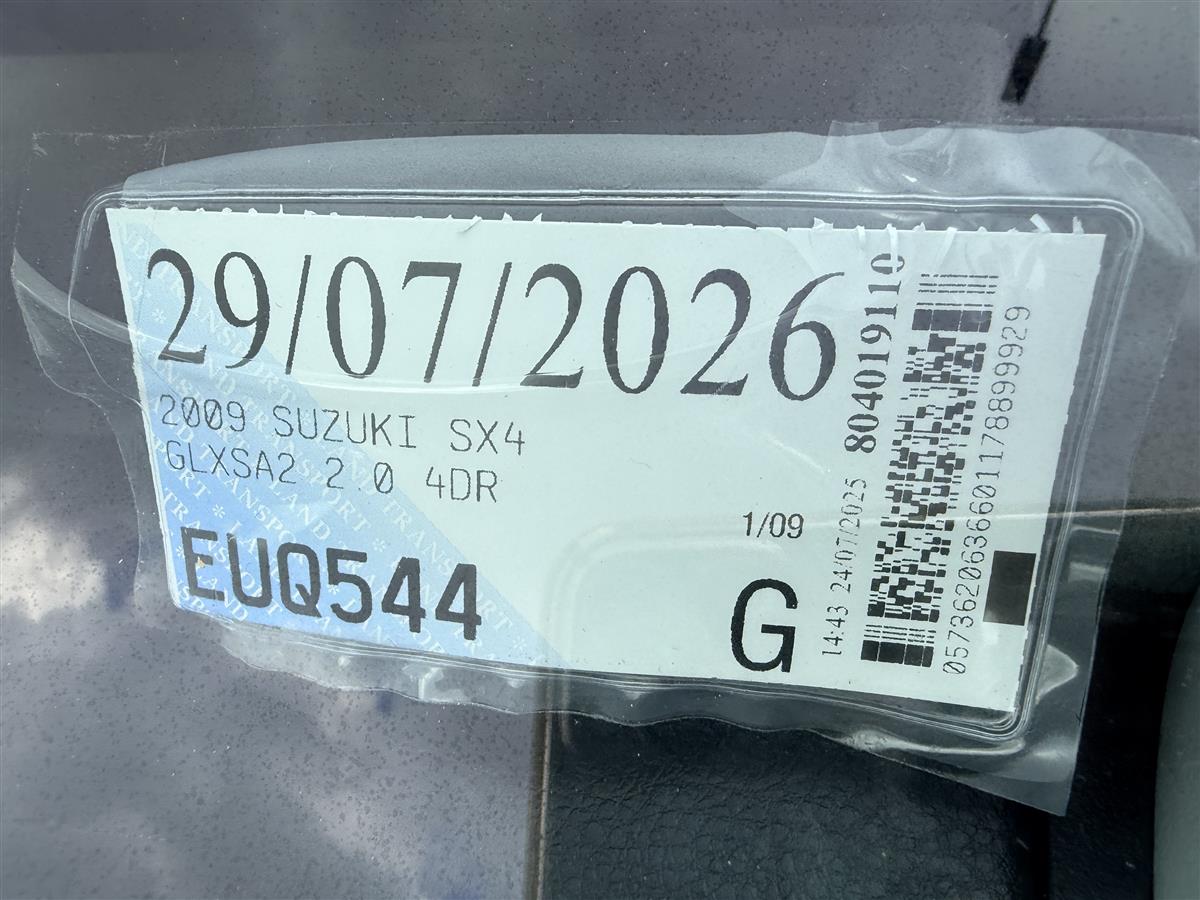 29/07/2026
2009 SUZUKI SX4
GLXSA2 2.0 4DR
EUQ544
1/09
G
14:43 24/07/2025
804019110
0573620636601178899929